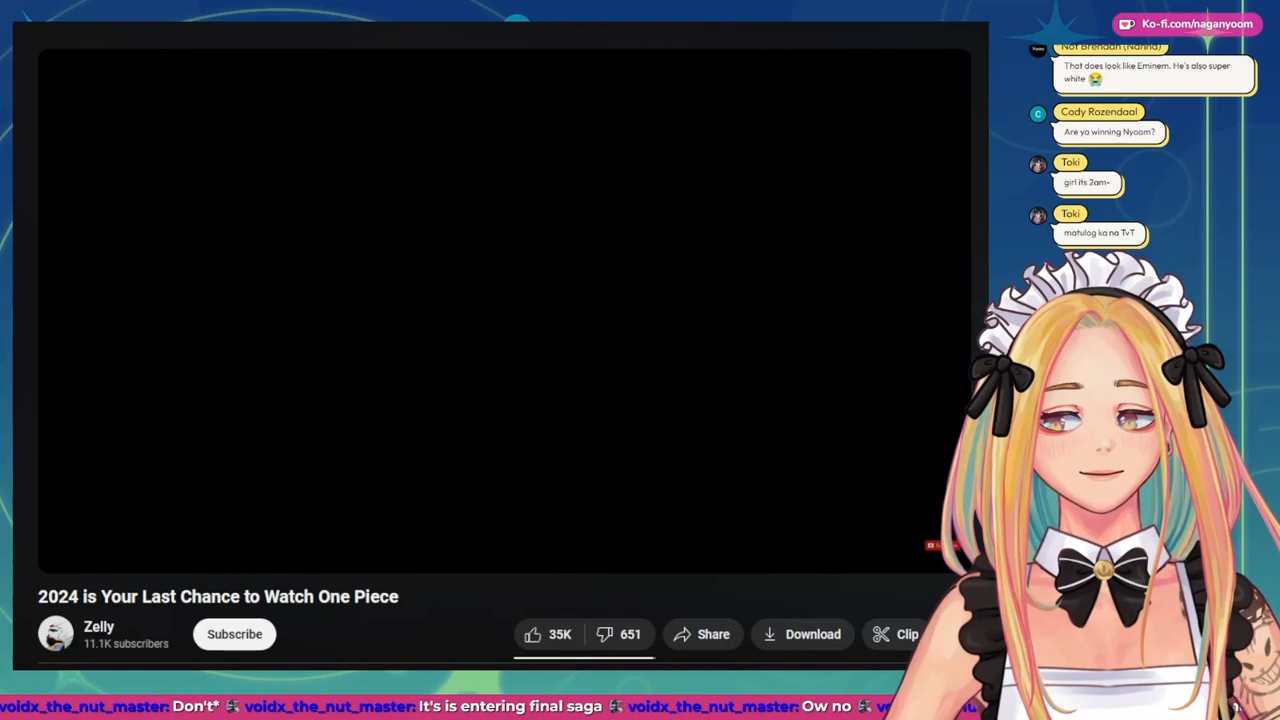 Ko-fi.com/naganyoom
Not Brendan (Nanna)
That does look like Eminem. He's also super
white 😭
C
Cody Rozendaal
Are ya winning Nyoom?
Toki
girl its 2am-
Toki
matulog ka na TvT
2024 is Your Last Chance to Watch One Piece
Zelly
11.1K subscribers
Subscribe
35K
651
Share
Download
Clip
voidx_the_nut_master: Don't* voidx_the_nut_master: It's is entering final saga voidx_the_nut_master: Ow no